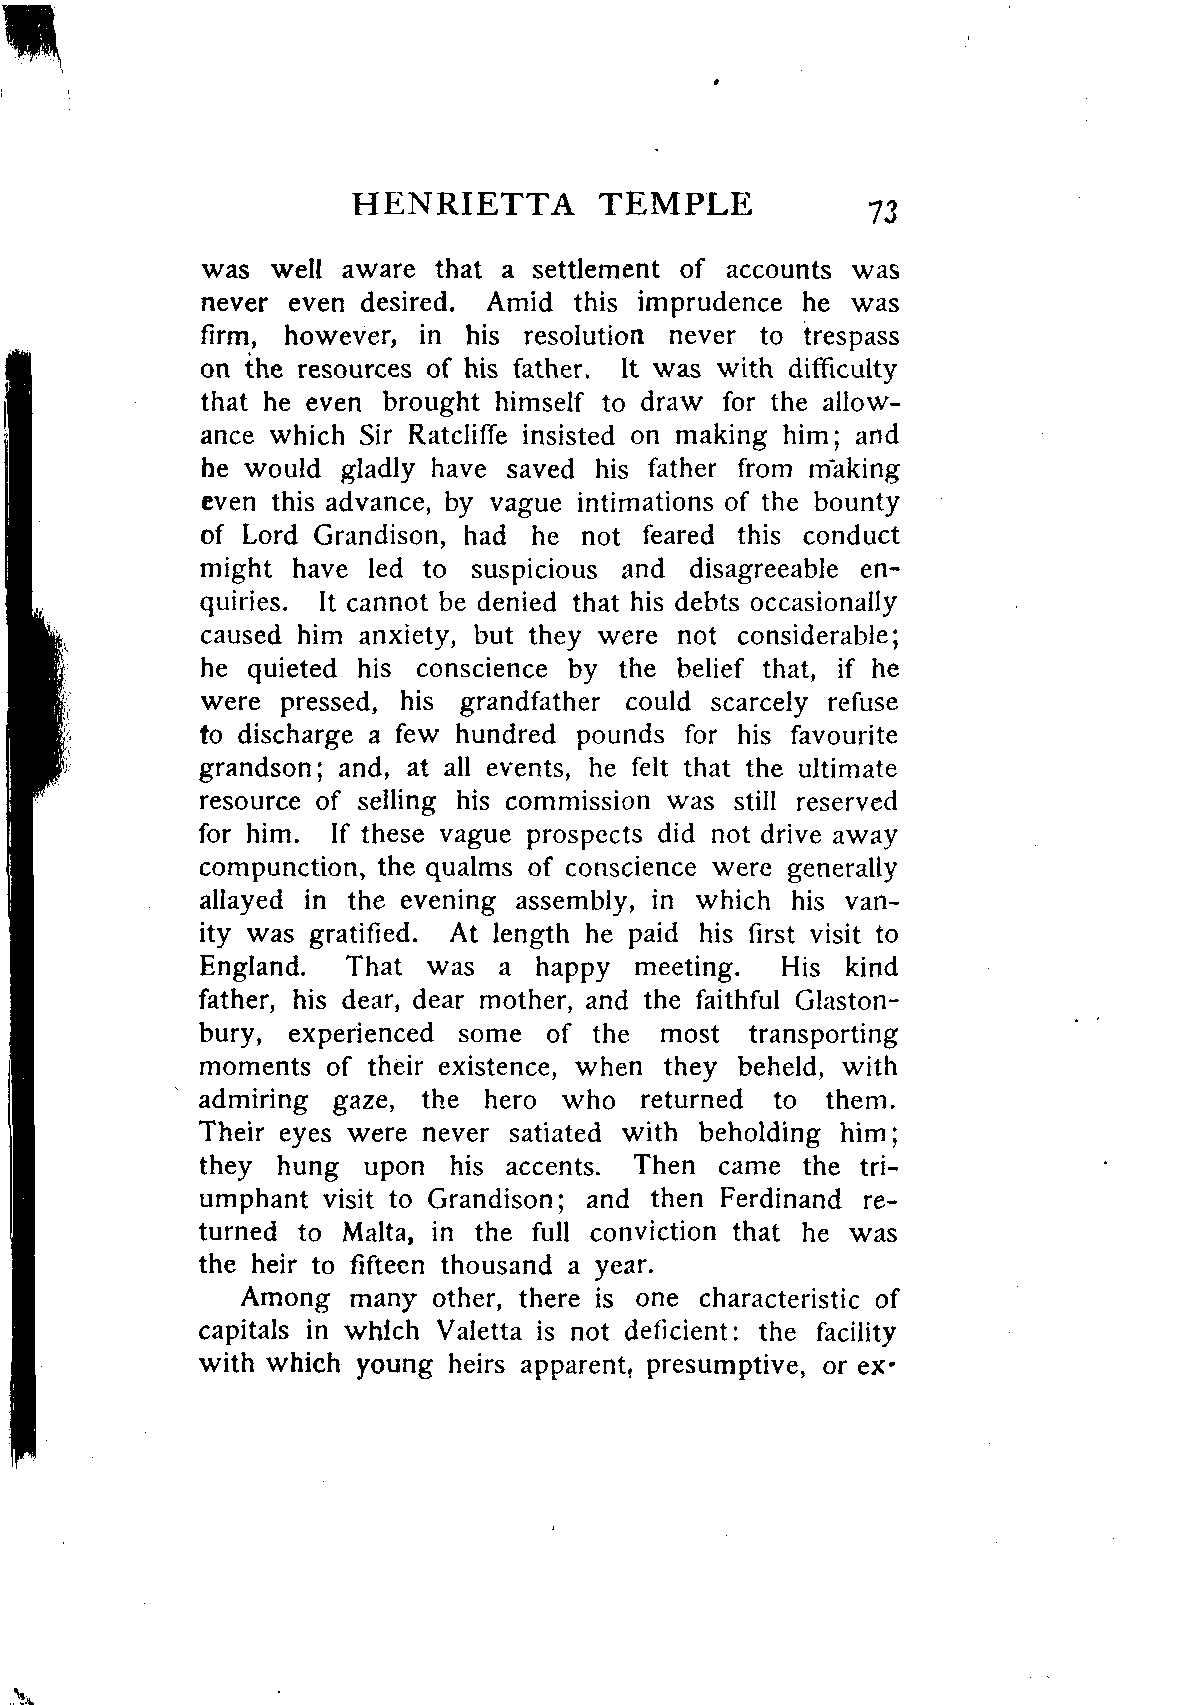 HENRIETTA TEMPLE 73
was well aware that a settlement of accounts was
never even desired. Amid this imprudence he was
firm, however, in his resolution never to trespass
on the resources of his father. It was with difficulty
that he even brought himself to draw for the allow-
ance which Sir Ratcliffe insisted on making him; and
he would gladly have saved his father from making
even this advance, by vague intimations of the bounty
of Lord Grandison, had he not feared this conduct
might have led to suspicious and disagreeable en-
quiries. It cannot be denied that his debts occasionally
caused him anxiety, but they were not considerable;
he quieted his conscience by the belief that, if he
were pressed, his grandfather could scarcely refuse
to discharge a few hundred pounds for his favourite
grandson; and, at all events, he felt that the ultimate
resource of selling his commission was still reserved
for him. If these vague prospects did not drive away
compunction, the qualms of conscience were generally
allayed in the evening assembly, in which his van-
ity was gratified. At length he paid his first visit to
England. That was a happy meeting. His kind
father, his dear, dear mother, and the faithful Glaston-
bury, experienced some of the most transporting
moments of their existence, when they beheld, with
admiring gaze, the hero who returned to them.
Their eyes were never satiated with beholding him;
they hung upon his accents. Then came the tri-
umphant visit to Grandison; and then Ferdinand re-
turned to Malta, in the full conviction that he was
the heir to fifteen thousand a year.
Among many other, there is one characteristic of
capitals in which Valetta is not deficient: the facility
with which young heirs apparent, presumptive, or ex-